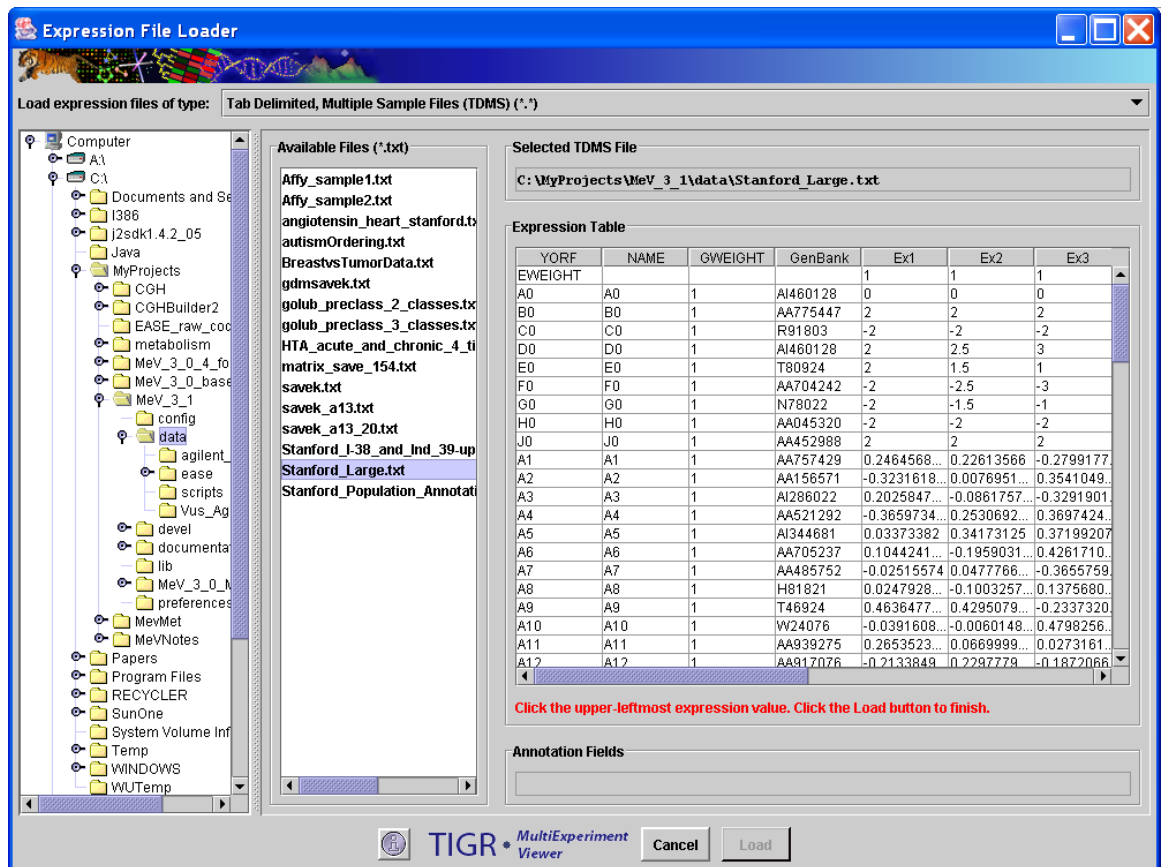 Expression File Loader
Load expression files of type: Tab Delimited, Multiple Sample Files (TDMS) (*.*)
Computer
A:\
C:\
Documents and Se
I386
j2sdk1.4.2_05
Java
MyProjects
CGH
CGHBuilder2
EASE_raw_coc
metabolism
MeV_3_0_4_fo
MeV_3_0_base
MeV_3_1
config
data
agilent_
ease
scripts
Vus_Ag
devel
documenta
lib
MeV_3_0_M
preferences
MevMet
MeVNotes
Papers
Program Files
RECYCLER
SunOne
System Volume Inf
Temp
WINDOWS
WUTemp
Available Files (*.txt)
Affy_sample1.txt
Affy_sample2.txt
angiotensin_heart_stanford.tx
autismOrdering.txt
BreastvsTumorData.txt
gdmsavek.txt
golub_preclass_2_classes.tx
golub_preclass_3_classes.tx
HTA_acute_and_chronic_4_ti
matrix_save_154.txt
savek.txt
savek_a13.txt
savek_a13_20.txt
Stanford_I-38_and_Ind_39-up
Stanford_Large.txt
Stanford_Population_Annotati
Selected TDMS File
C:\MyProjects\MeV_3_1\data\Stanford_Large.txt
Expression Table
YORF NAME GWEIGHT GenBank Ex1 Ex2 Ex3
EWEIGHT 1 1 1
A0 A0 1 AI460128 0 0 0
B0 B0 1 AA775447 2 2 2
C0 C0 1 R91803 -2 -2 -2
D0 D0 1 AI460128 2 2.5 3
E0 E0 1 T80924 2 1.5 1
F0 F0 1 AA704242 -2 -2.5 -3
G0 G0 1 N78022 -2 -1.5 -1
H0 H0 1 AA045320 -2 -2 -2
J0 J0 1 AA452988 2 2 2
A1 A1 1 AA757429 0.2464568... 0.22613566 -0.2799177.
A2 A2 1 AA156571 -0.3231618... 0.0076951... 0.3541049..
A3 A3 1 AI286022 0.2025847... -0.0861757... -0.3291901.
A4 A4 1 AA521292 -0.3659734... 0.2530692... 0.3697424..
A5 A5 1 AI344681 0.03373382 0.34173125 0.37199207
A6 A6 1 AA705237 0.1044241... -0.1959031... 0.4261710..
A7 A7 1 AA485752 -0.02515574 0.0477766... -0.3655759.
A8 A8 1 H81821 0.0247928... -0.1003257... 0.1375680..
A9 A9 1 T46924 0.4636477... 0.4295079... -0.2337320.
A10 A10 1 W24076 -0.0391608... -0.0060148... 0.4798256..
A11 A11 1 AA939275 0.2653523... 0.0669999... 0.0273161..
A12 A12 1 AA917076 -0.2133849 0.2297779 -0.1872066
Click the upper-leftmost expression value. Click the Load button to finish.
Annotation Fields
TIGR • MultiExperiment Viewer
Cancel
Load